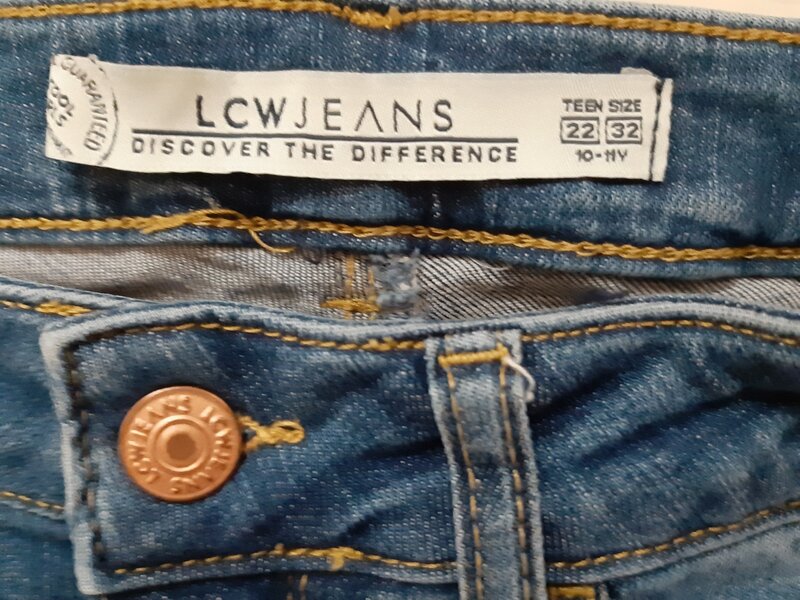 GUARANTEED
LCWJEANS
DISCOVER THE DIFFERENCE
TEEN SIZE
22 32
10-11Y
LCWJEANS LCWJEANS